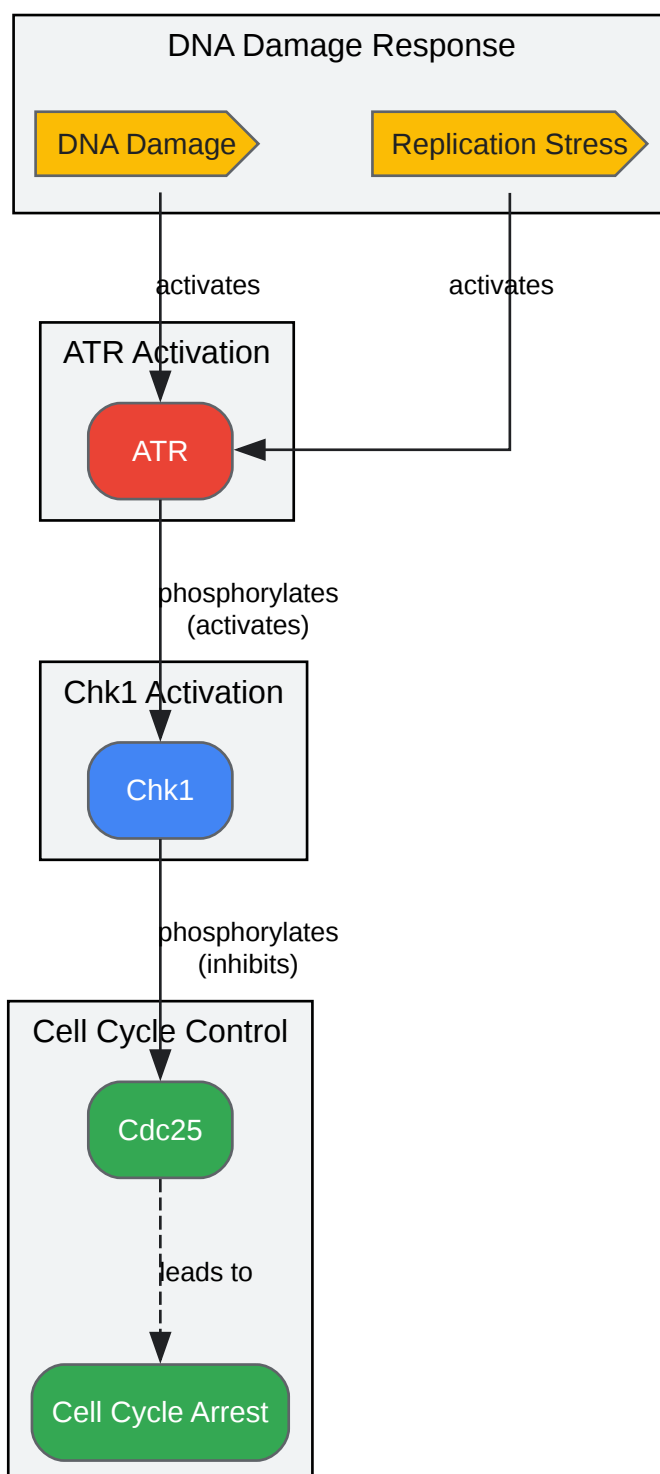 DNA Damage Response
DNA Damage
Replication Stress
activates
activates
ATR Activation
ATR
phosphorylates
(activates)
Chk1 Activation
Chk1
phosphorylates
(inhibits)
Cell Cycle Control
Cdc25
leads to
Cell Cycle Arrest